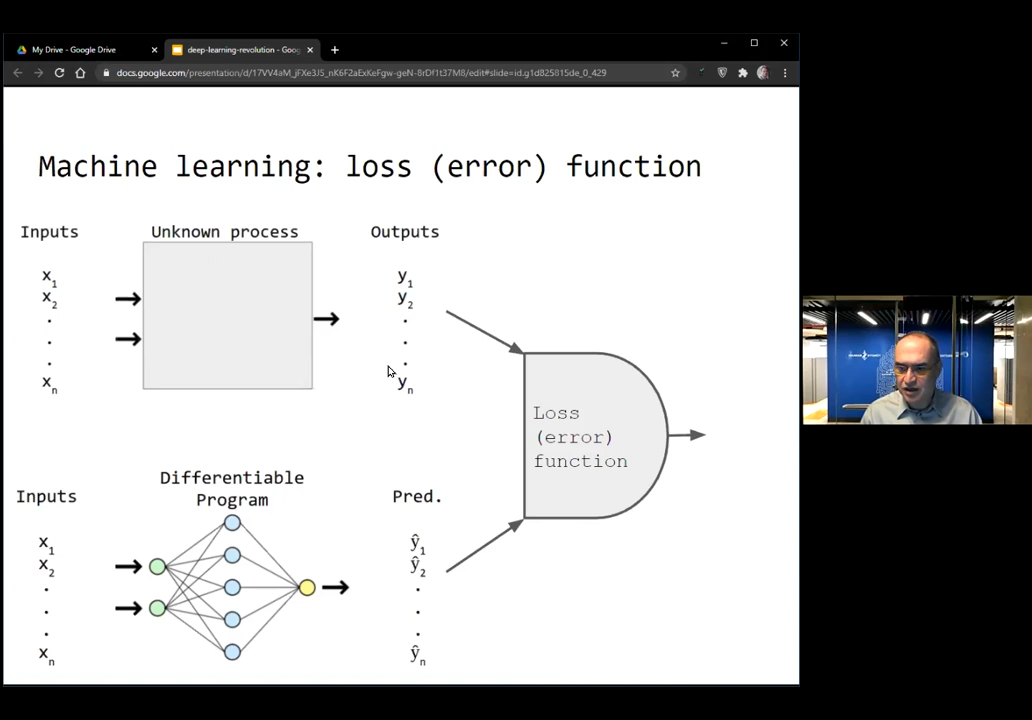 My Drive - Google Drive
deep-learning-revolution - Goog
docs.google.com/presentation/d/17VV4aM_jFXe3J5_nK6F2aExKeFgw-geN-8rDf1t37M8/edit#slide=id.g1d825815de_0_429
Machine learning: loss (error) function
Inputs
Unknown process
Outputs
x1
x2
.
.
.
xn
y1
y2
.
.
.
yn
Loss
(error)
function
Inputs
Differentiable
Program
Pred.
x1
x2
.
.
.
xn
ŷ1
ŷ2
.
.
.
ŷn